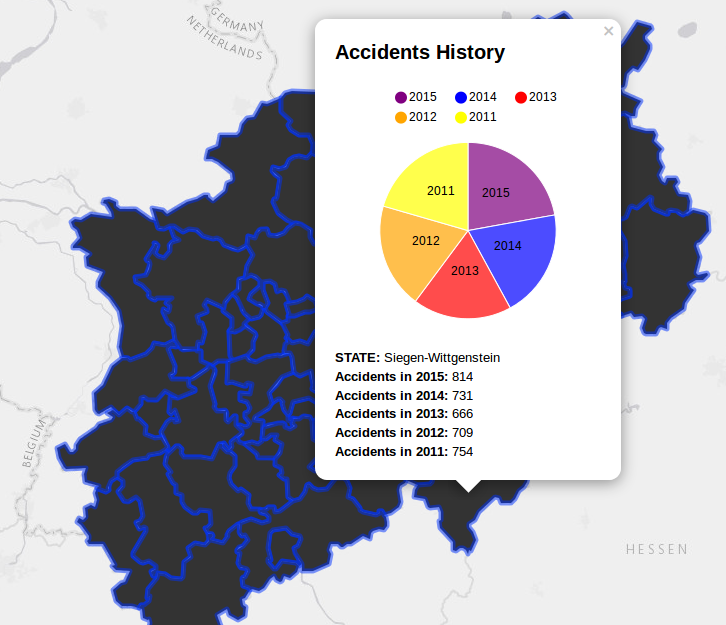 GERMANY
NETHERLANDS
×
Accidents History
2015 2014 2013
2012 2011
2011 2015
2012 2014
2013
STATE: Siegen-Wittgenstein
Accidents in 2015: 814
Accidents in 2014: 731
Accidents in 2013: 666
Accidents in 2012: 709
Accidents in 2011: 754
BELGIUM
HESSEN